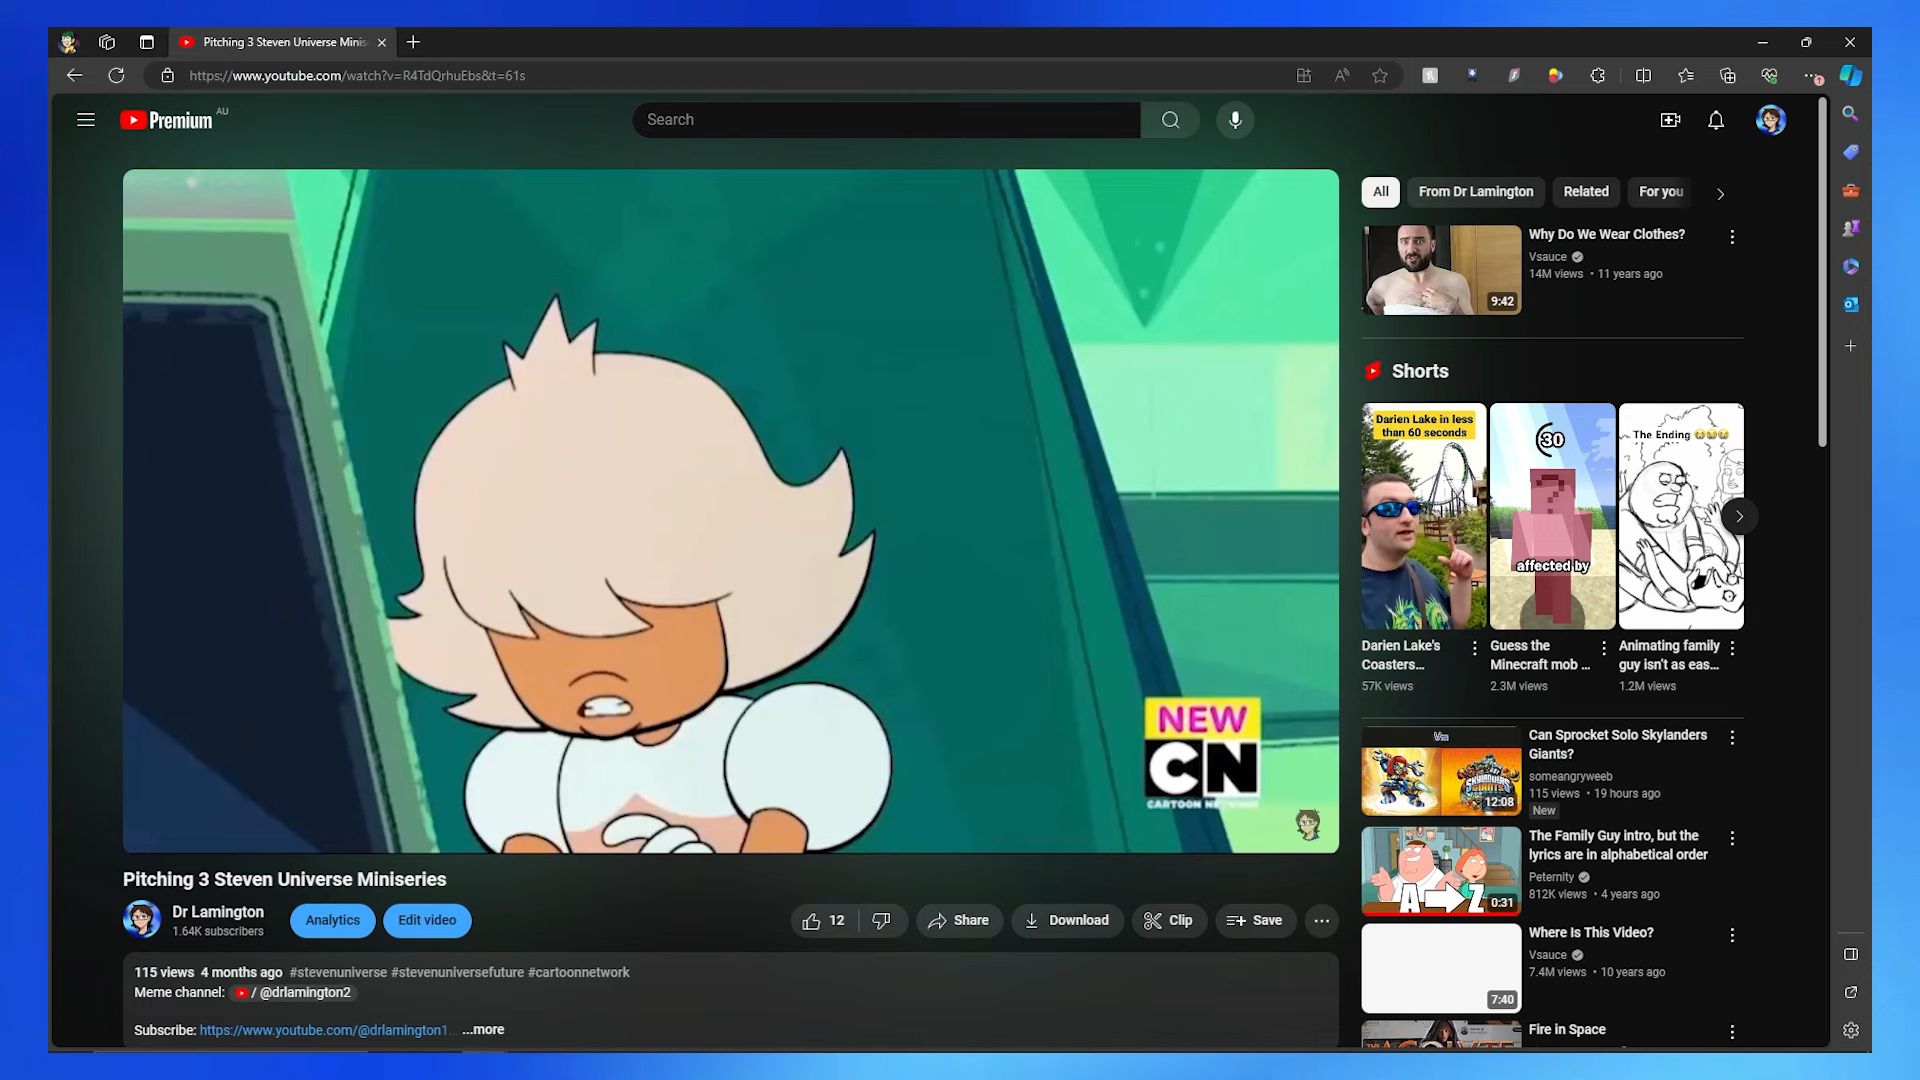 Pitching 3 Steven Universe Minis
https://www.youtube.com/watch?v=R4TdQrhuEbs&t=61s
Premium AU
Search
All
From Dr Lamington
Related
For you
Why Do We Wear Clothes?
Vsauce
14M views • 11 years ago
9:42
Shorts
Darien Lake in less
than 60 seconds
30
affected by
The Ending
Darien Lake's
Coasters...
57K views
Guess the
Minecraft mob ...
2.3M views
Animating family
guy isn't as eas...
1.2M views
NEW
CN
CARTOON NETWORK
Can Sprocket Solo Skylanders
Giants?
someangryweeb
115 views • 19 hours ago
New
VS
SKYLANDERS
GIANTS
12:08
The Family Guy intro, but the
lyrics are in alphabetical order
Peternity
812K views • 4 years ago
A Z
0:31
Where Is This Video?
Vsauce
7.4M views • 10 years ago
7:40
Fire in Space
Pitching 3 Steven Universe Miniseries
Dr Lamington
1.64K subscribers
Analytics
Edit video
12
Share
Download
Clip
Save
115 views 4 months ago #stevenuniverse #stevenuniversefuture #cartoonnetwork
Meme channel: / @drlamington2
Subscribe: https://www.youtube.com/@drlamington1... ...more